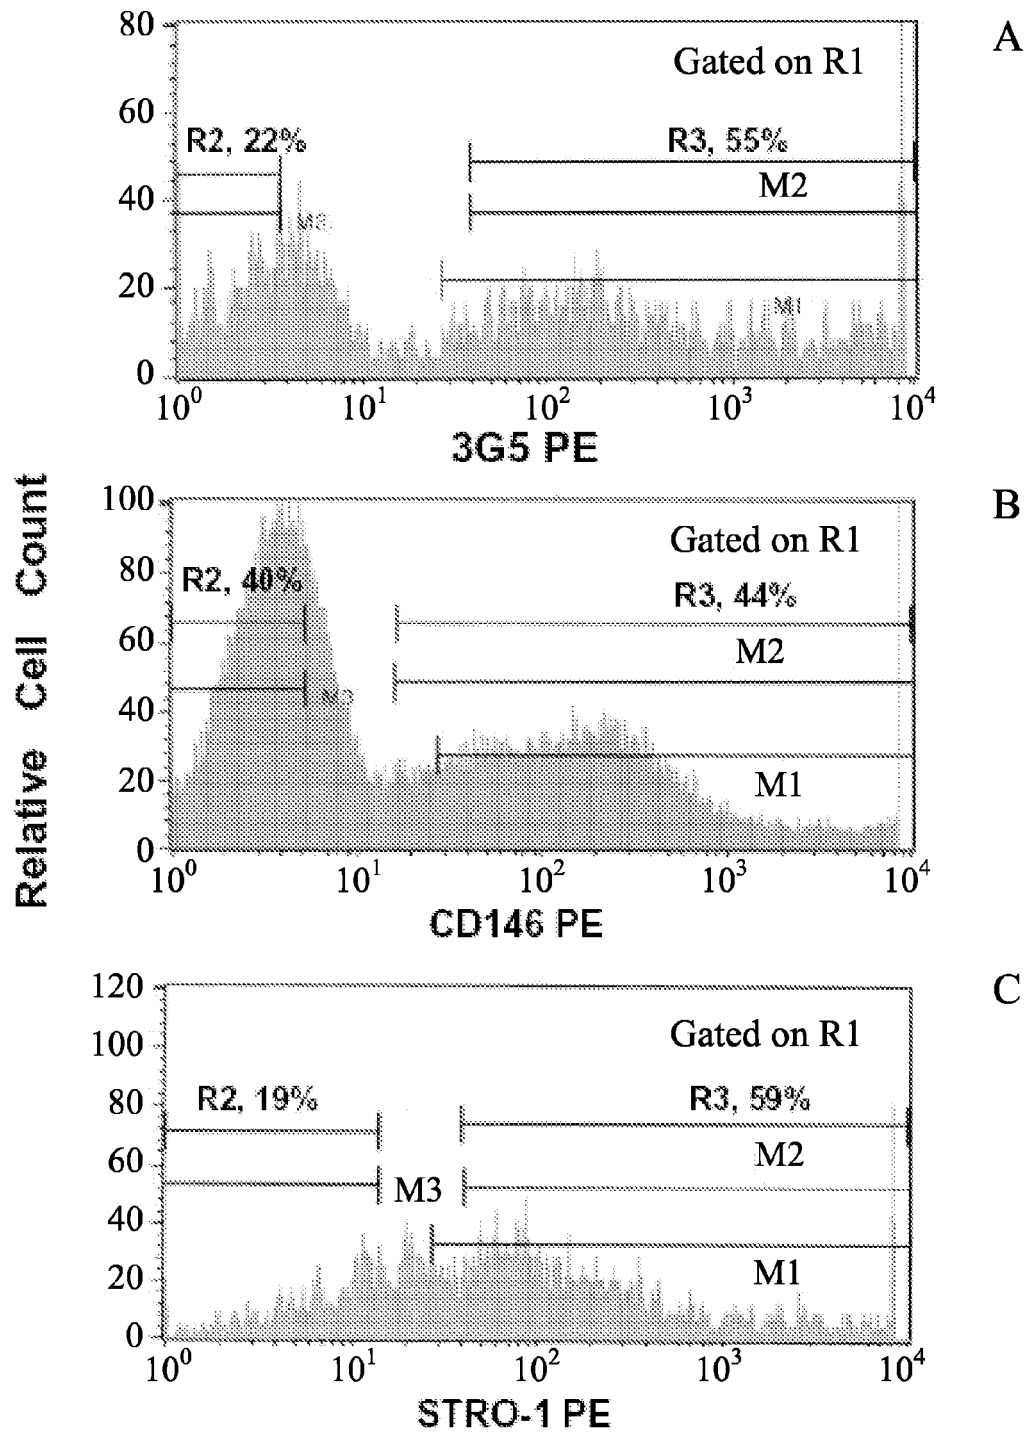 A
80
Gated on R1
60
R2, 22%
R3, 55%
M2
40
M3
20
M1
0
10^0 10^1 10^2 10^3 10^4
3G5 PE
Relative Cell Count
B
100
Gated on R1
80
R2, 40%
R3, 44%
60
M2
40
20
M1
0
10^0 10^1 10^2 10^3 10^4
CD146 PE
C
120
Gated on R1
100
R2, 19%
R3, 59%
80
60
M2
M3
40
20
M1
0
10^0 10^1 10^2 10^3 10^4
STRO-1 PE